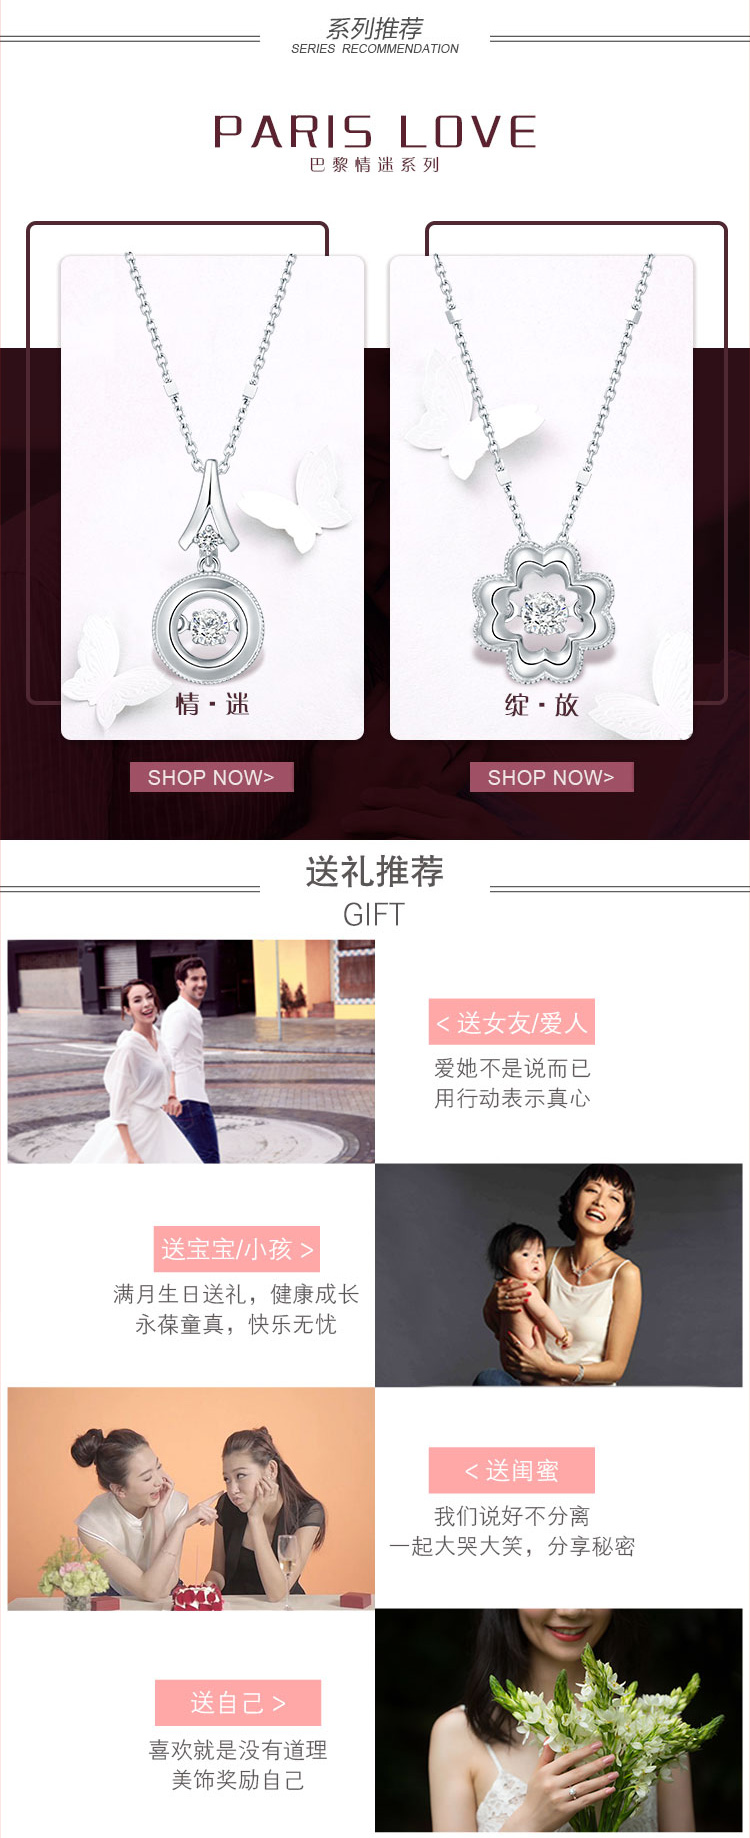 系列推荐
SERIES RECOMMENDATION
PARIS LOVE
巴黎情迷系列
情·迷
绽·放
SHOP NOW>
SHOP NOW>
送礼推荐
GIFT
<送女友/爱人
爱她不是说而已
用行动表示真心
送宝宝/小孩>
满月生日送礼，健康成长
永葆童真，快乐无忧
<送闺蜜
我们说好不分离
一起大哭大笑，分享秘密
送自己>
喜欢就是没有道理
美饰奖励自己